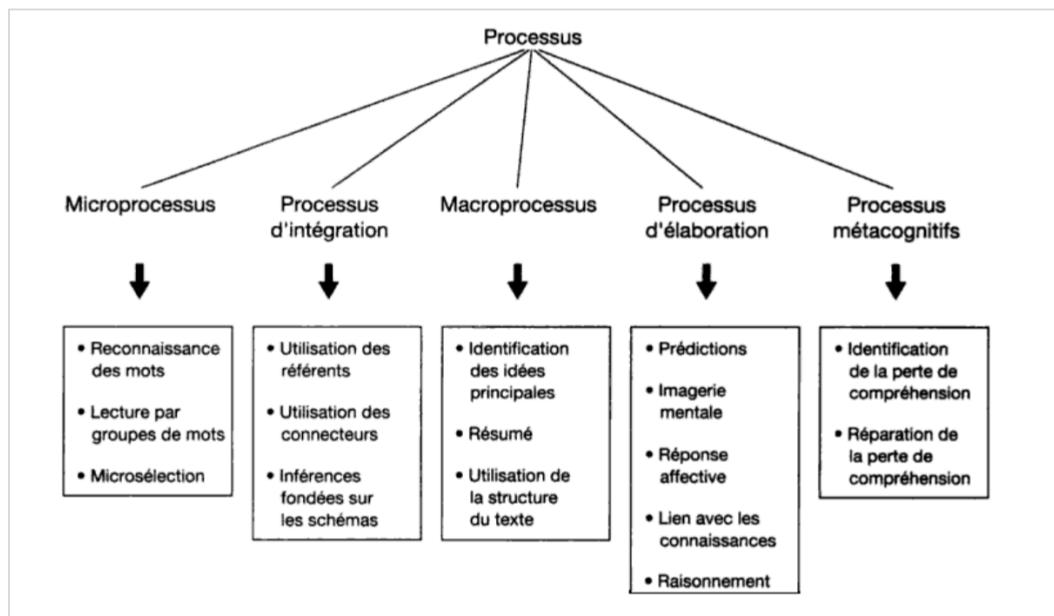 Processus
Microprocessus
Processus
d'intégration
Macroprocessus
Processus
d'élaboration
Processus
métacognitifs
• Reconnaissance
des mots
• Lecture par
groupes de mots
• Microsélection
• Utilisation des
référents
• Utilisation des
connecteurs
• Inférences
fondées sur
les schémas
• Identification
des idées
principales
• Résumé
• Utilisation de
la structure
du texte
• Prédictions
• Imagerie
mentale
• Réponse
affective
• Lien avec les
connaissances
• Raisonnement
• Identification
de la perte de
compréhension
• Réparation de
la perte de
compréhension